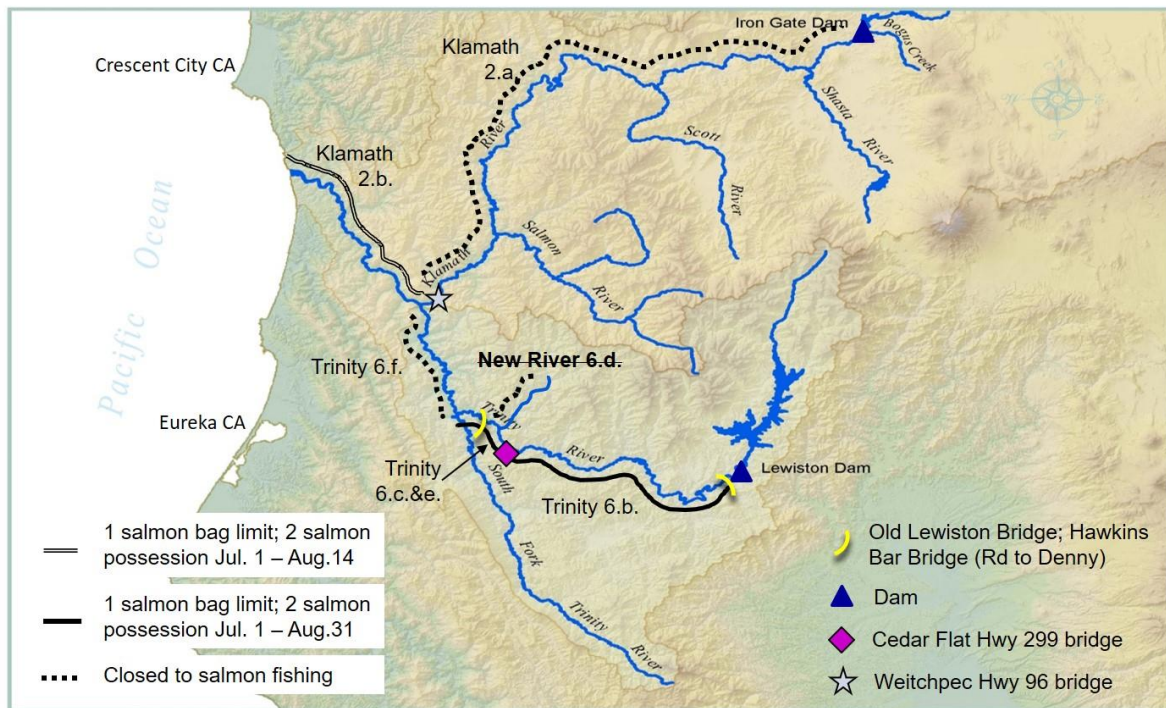 Iron Gate Dam
Bogus Creek
Klamath
2.a.
Crescent City CA
River
Shasta
River
Scott
River
Klamath
2.b.
Pacific Ocean
Salmon
River
Klamath
New River 6.d.
Trinity 6.f.
Trinity
River
Eureka CA
Lewiston Dam
Trinity
6.c.&e.
South
Fork
Trinity
River
Trinity 6.b.
1 salmon bag limit; 2 salmon
possession Jul. 1 – Aug.14
1 salmon bag limit; 2 salmon
possession Jul. 1 – Aug.31
Closed to salmon fishing
Old Lewiston Bridge; Hawkins
Bar Bridge (Rd to Denny)
Dam
Cedar Flat Hwy 299 bridge
Weitchpec Hwy 96 bridge